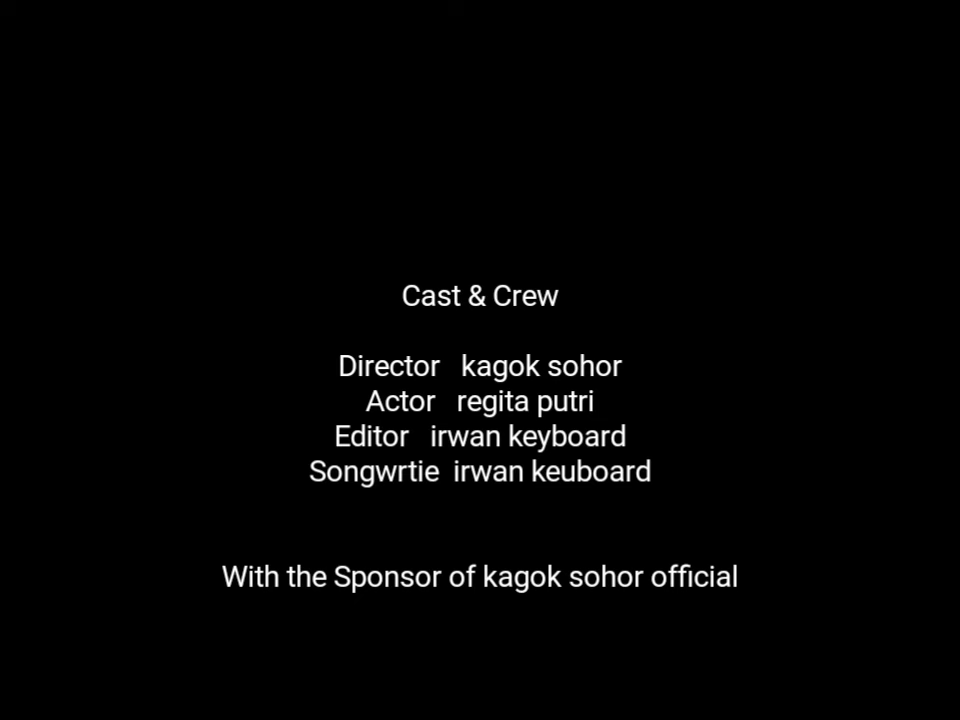 Cast & Crew
Director kagok sohor
Actor regita putri
Editor irwan keyboard
Songwrtie irwan keuboard
With the Sponsor of kagok sohor official